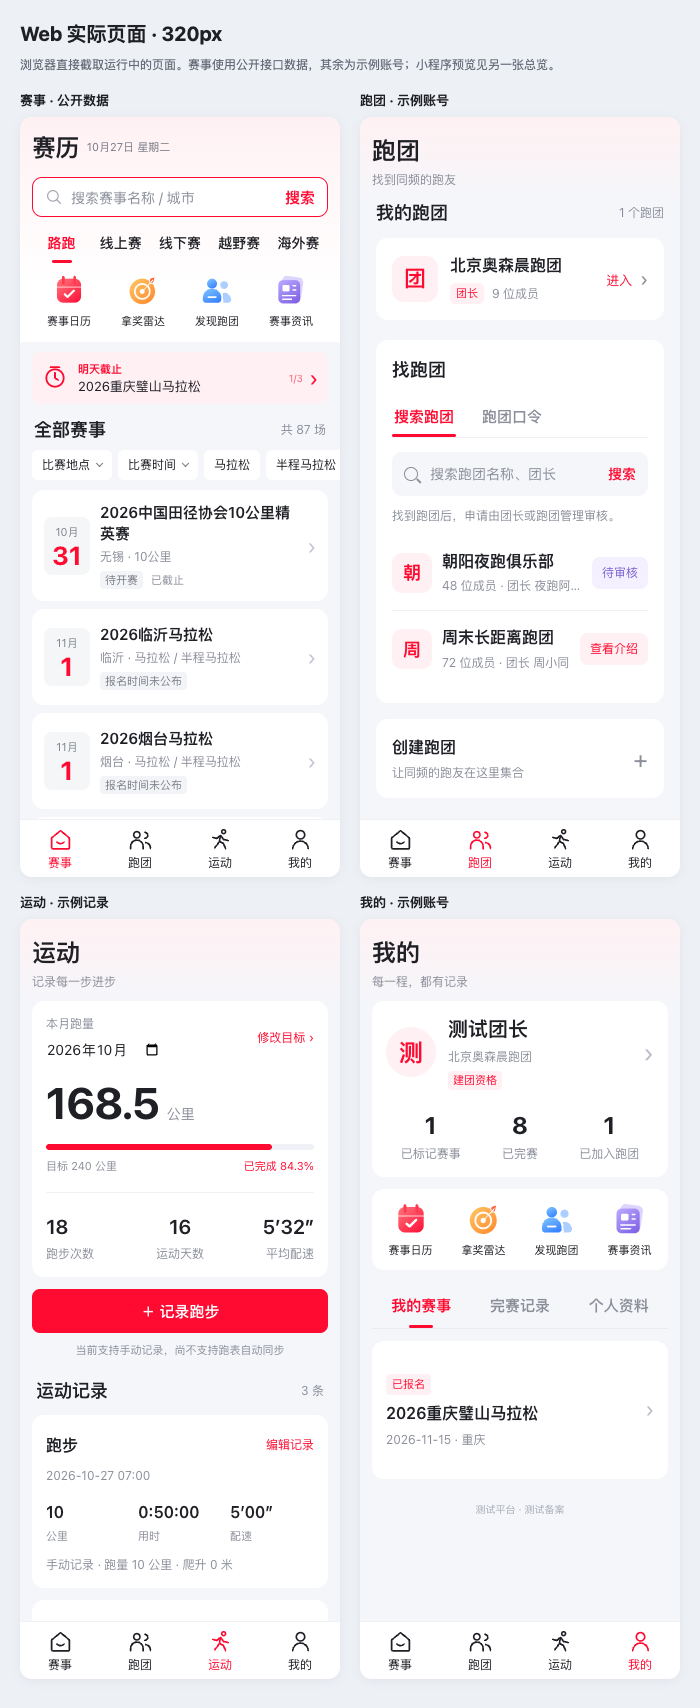 Web 实际页面 · 320px
浏览器直接截取运行中的页面。赛事使用公开接口数据，其余为示例账号；小程序预览见另一张总览。
赛事 · 公开数据
赛历 10月27日 星期二
搜索赛事名称 / 城市 搜索
路跑 线上赛 线下赛 越野赛 海外赛
赛事日历 拿奖雷达 发现跑团 赛事资讯
明天截止
2026重庆璧山马拉松 1/3
全部赛事 共 87 场
比赛地点 比赛时间 马拉松 半程马拉松
10月
31
2026中国田径协会10公里精
英赛
无锡 · 10公里
待开赛 已截止
11月
1
2026临沂马拉松
临沂 · 马拉松 / 半程马拉松
报名时间未公布
11月
1
2026烟台马拉松
烟台 · 马拉松 / 半程马拉松
报名时间未公布
赛事 跑团 运动 我的
跑团 · 示例账号
跑团
找到同频的跑友
我的跑团 1 个跑团
团
北京奥森晨跑团
团长 9 位成员
进入
找跑团
搜索跑团 跑团口令
搜索跑团名称、团长 搜索
找到跑团后，申请由团长或跑团管理审核。
朝
朝阳夜跑俱乐部
48 位成员 · 团长 夜跑阿...
待审核
周
周末长距离跑团
72 位成员 · 团长 周小同
查看介绍
创建跑团
让同频的跑友在这里集合
+
赛事 跑团 运动 我的
运动 · 示例记录
运动
记录每一步进步
本月跑量
2026年10月
修改目标 ›
168.5 公里
目标 240 公里 已完成 84.3%
18 16 5′32″
跑步次数 运动天数 平均配速
+ 记录跑步
当前支持手动记录，尚不支持跑表自动同步
运动记录 3 条
跑步 编辑记录
2026-10-27 07:00
10 0:50:00 5′00″
公里 用时 配速
手动记录 · 跑量 10 公里 · 爬升 0 米
赛事 跑团 运动 我的
我的 · 示例账号
我的
每一程，都有记录
测
测试团长
北京奥森晨跑团
建团资格
1 8 1
已标记赛事 已完赛 已加入跑团
赛事日历 拿奖雷达 发现跑团 赛事资讯
我的赛事 完赛记录 个人资料
已报名
2026重庆璧山马拉松
2026-11-15 · 重庆
测试平台 · 测试备案
赛事 跑团 运动 我的